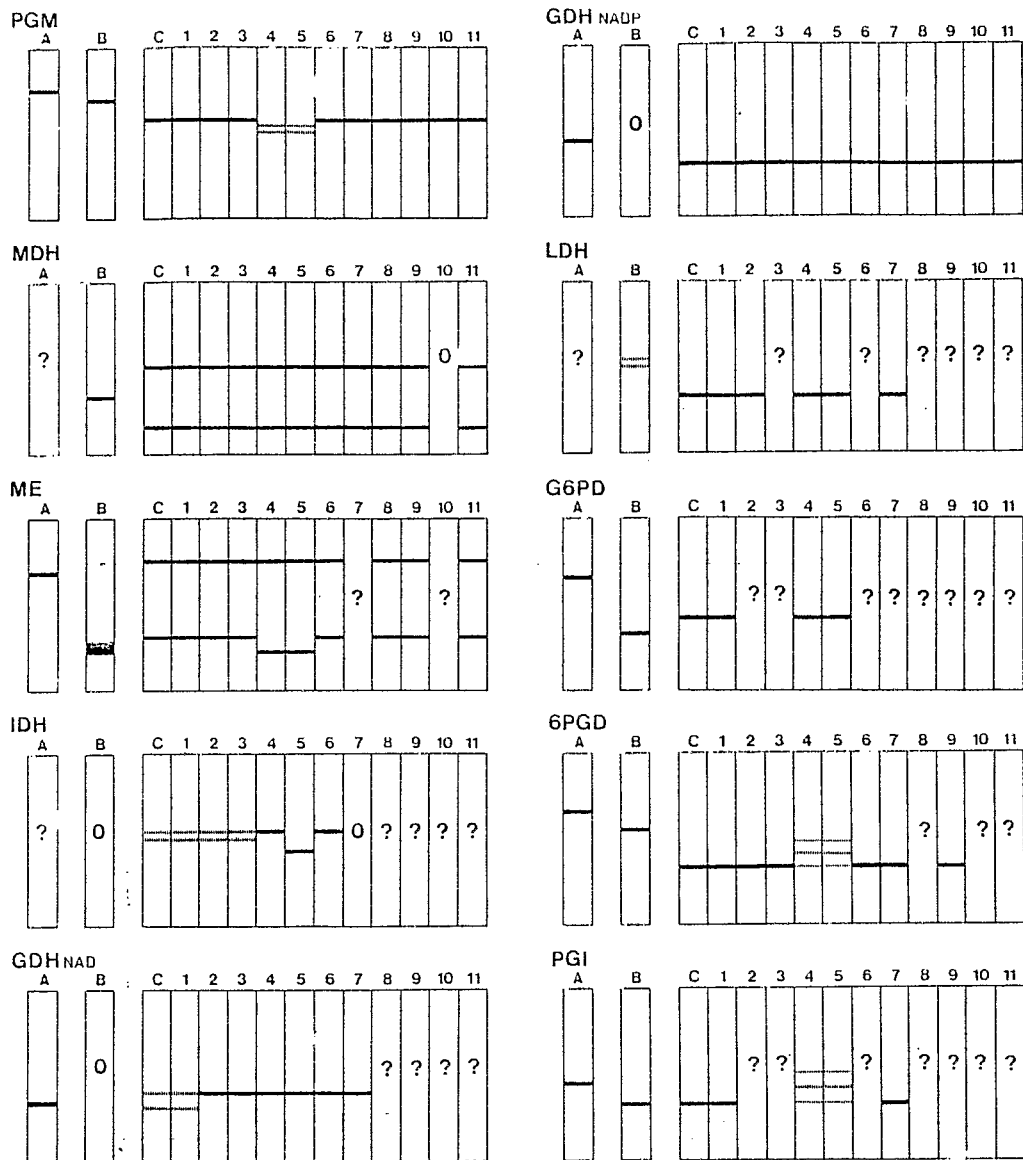 PGM
A B C 1 2 3 4 5 6 7 8 9 10 11
GDH NADP
A B C 1 2 3 4 5 6 7 8 9 10 11
O
MDH
A B C 1 2 3 4 5 6 7 8 9 10 11
? O
LDH
A B C 1 2 3 4 5 6 7 8 9 10 11
? ? ? ? ? ? ?
ME
A B C 1 2 3 4 5 6 7 8 9 10 11
? ?
G6PD
A B C 1 2 3 4 5 6 7 8 9 10 11
? ? ? ? ? ? ? ?
IDH
A B C 1 2 3 4 5 6 7 8 9 10 11
? O O ? ? ? ?
6PGD
A B C 1 2 3 4 5 6 7 8 9 10 11
? ? ?
GDH NAD
A B C 1 2 3 4 5 6 7 8 9 10 11
O ? ? ? ?
PGI
A B C 1 2 3 4 5 6 7 8 9 10 11
? ? ? ? ? ? ?